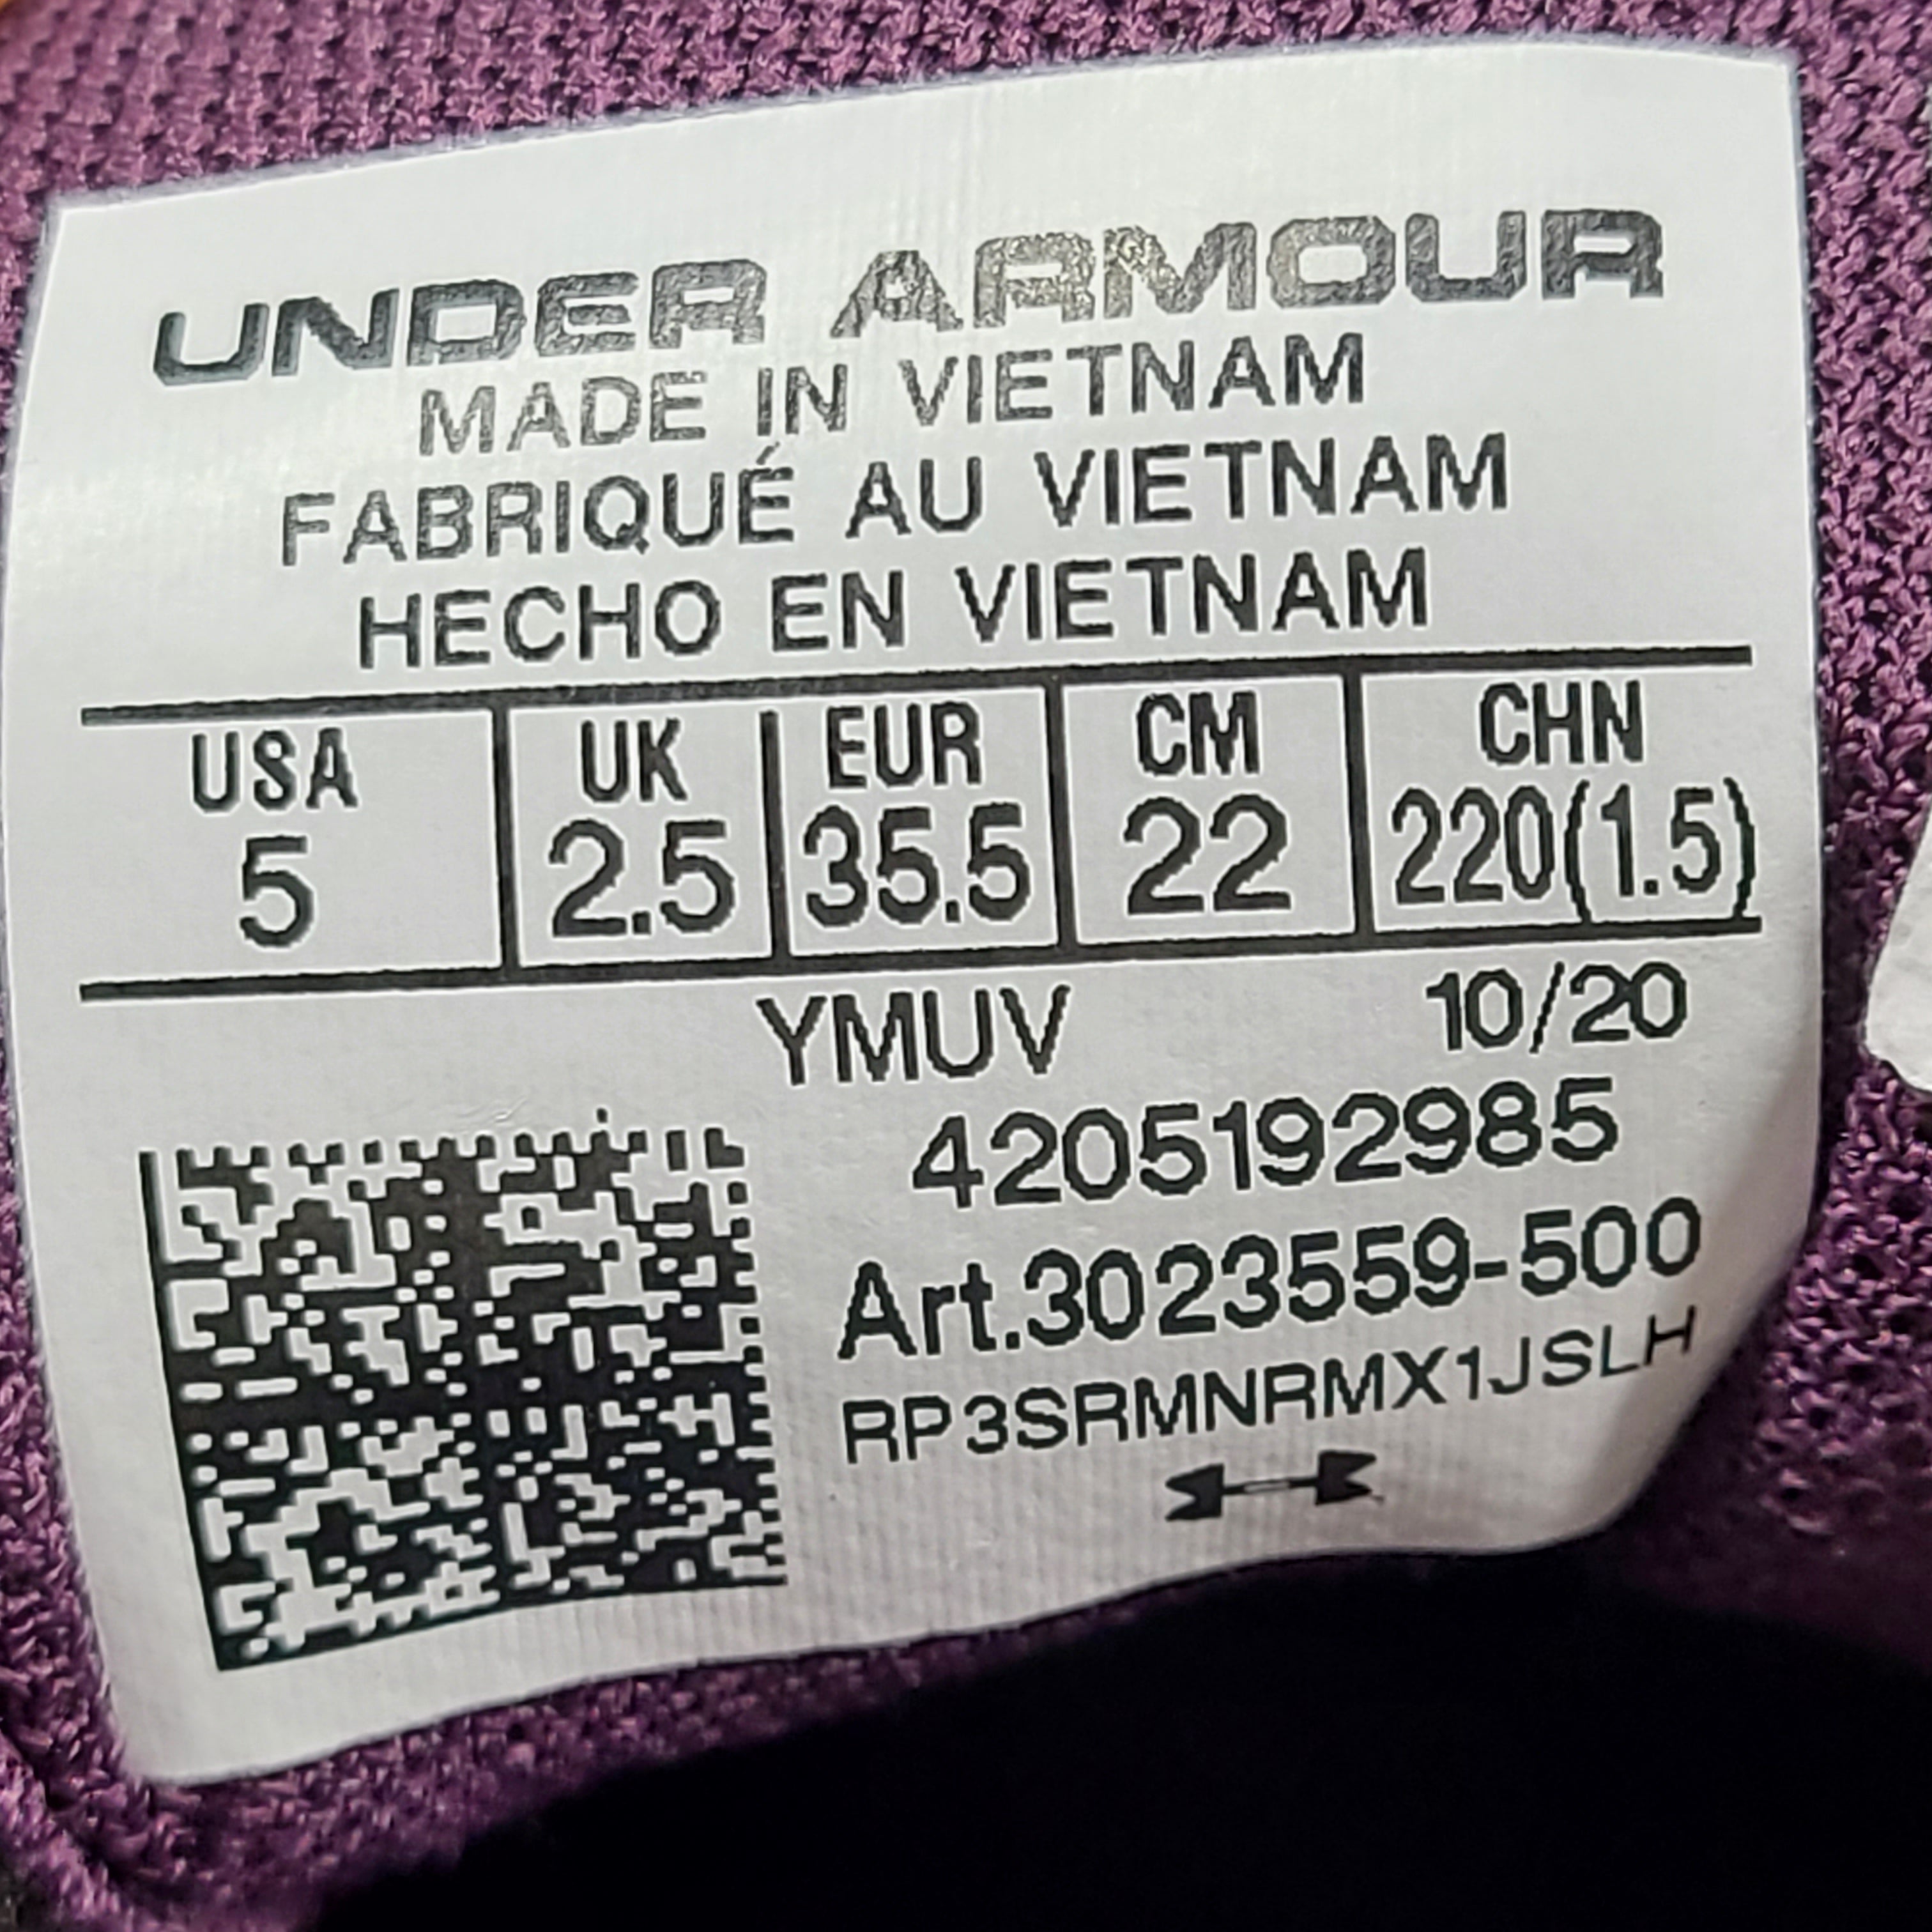 UNDER ARMOUR
MADE IN VIETNAM
FABRIQUÉ AU VIETNAM
HECHO EN VIETNAM
USA UK EUR CM CHN
5 2.5 35.5 22 220(1.5)
YMUV 10/20
4205192985
Art.3023559-500
RP3SRMNRMX1JSLH